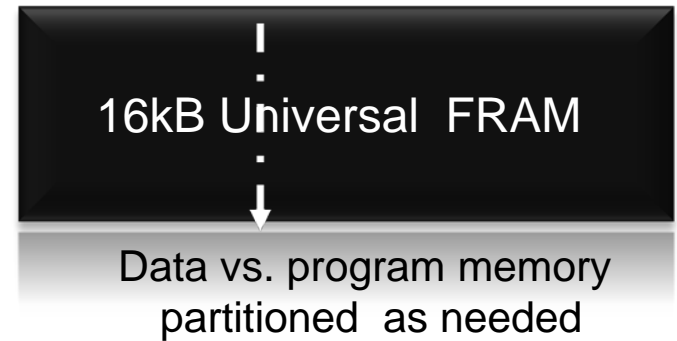 16kB Universal FRAM
Data vs. program memory
partitioned as needed